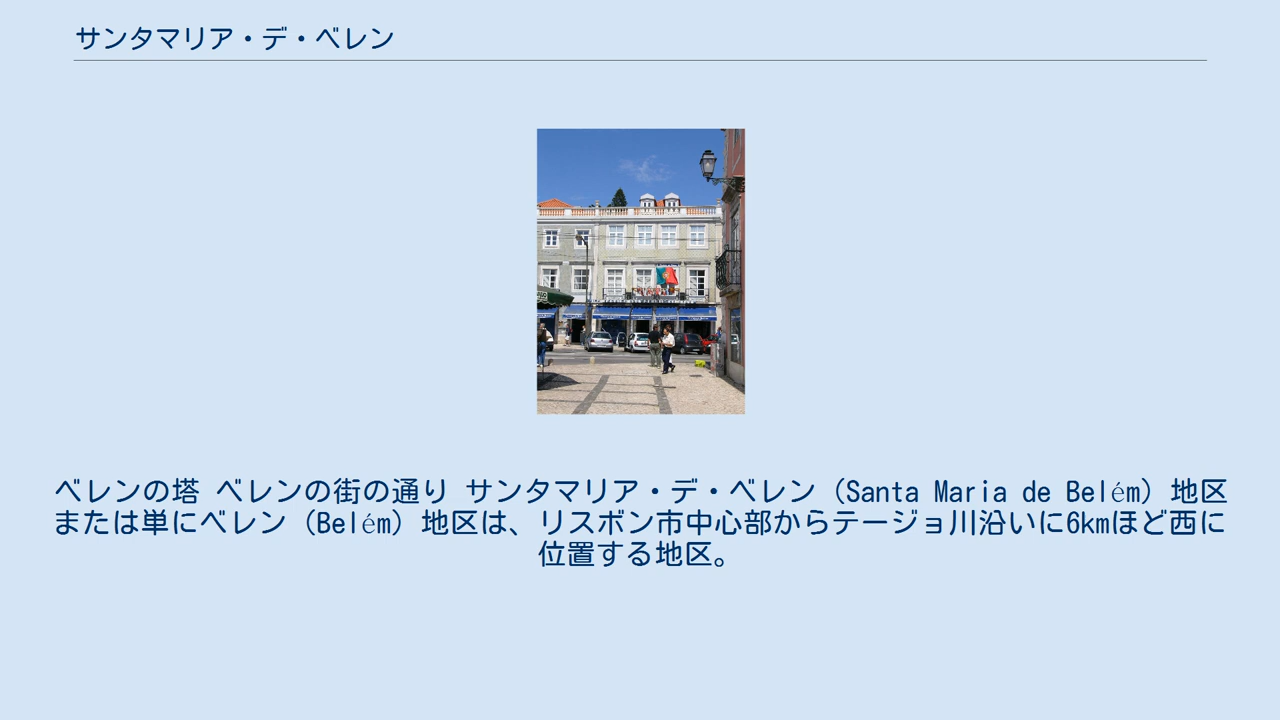 サンタマリア・デ・ベレン
ベレンの塔 ベレンの街の通り サンタマリア・デ・ベレン（Santa Maria de Belém）地区
または単にベレン（Belém）地区は、リスボン市中心部からテージョ川沿いに6kmほど西に
位置する地区。